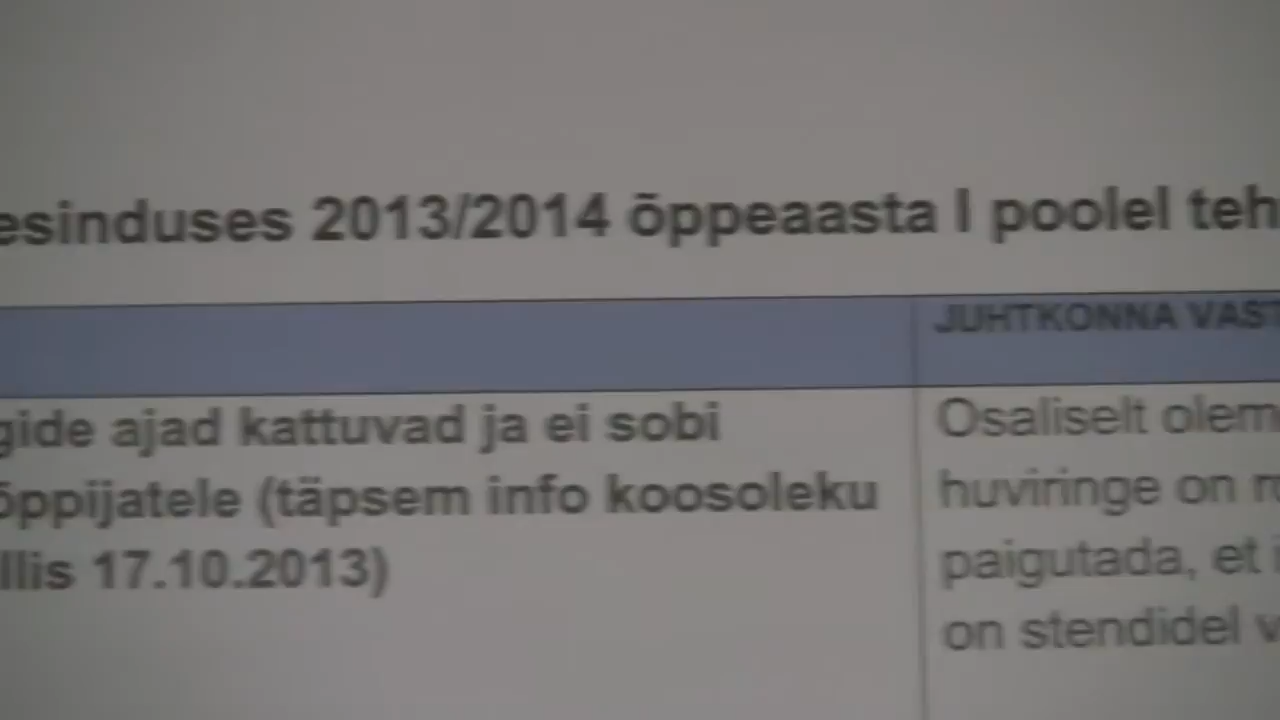 esinduses 2013/2014 õppeaasta I poolel teh
JUHTKONNA VAST
gide ajad kattuvad ja ei sobi
õppijatele (täpsem info koosoleku
llis 17.10.2013)
Osaliselt olem
huviringe on
paigutada, et
on stendidel v